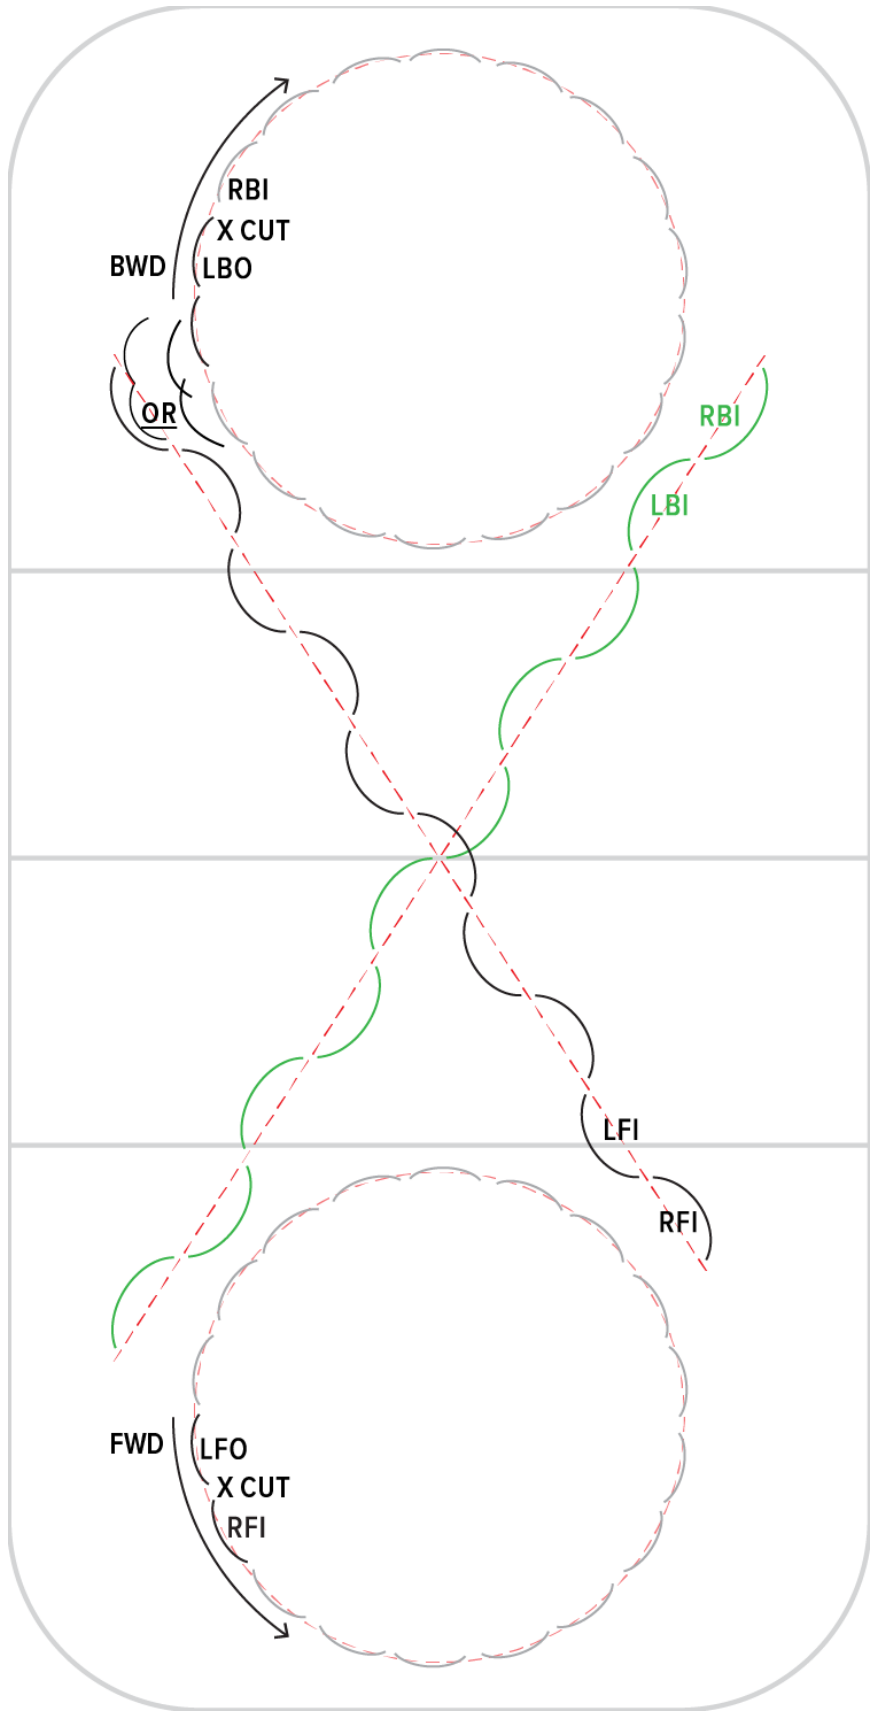 RBI
X CUT
BWD
LBO
OR
RBI
LBI
LFI
RFI
FWD
LFO
X CUT
RFI